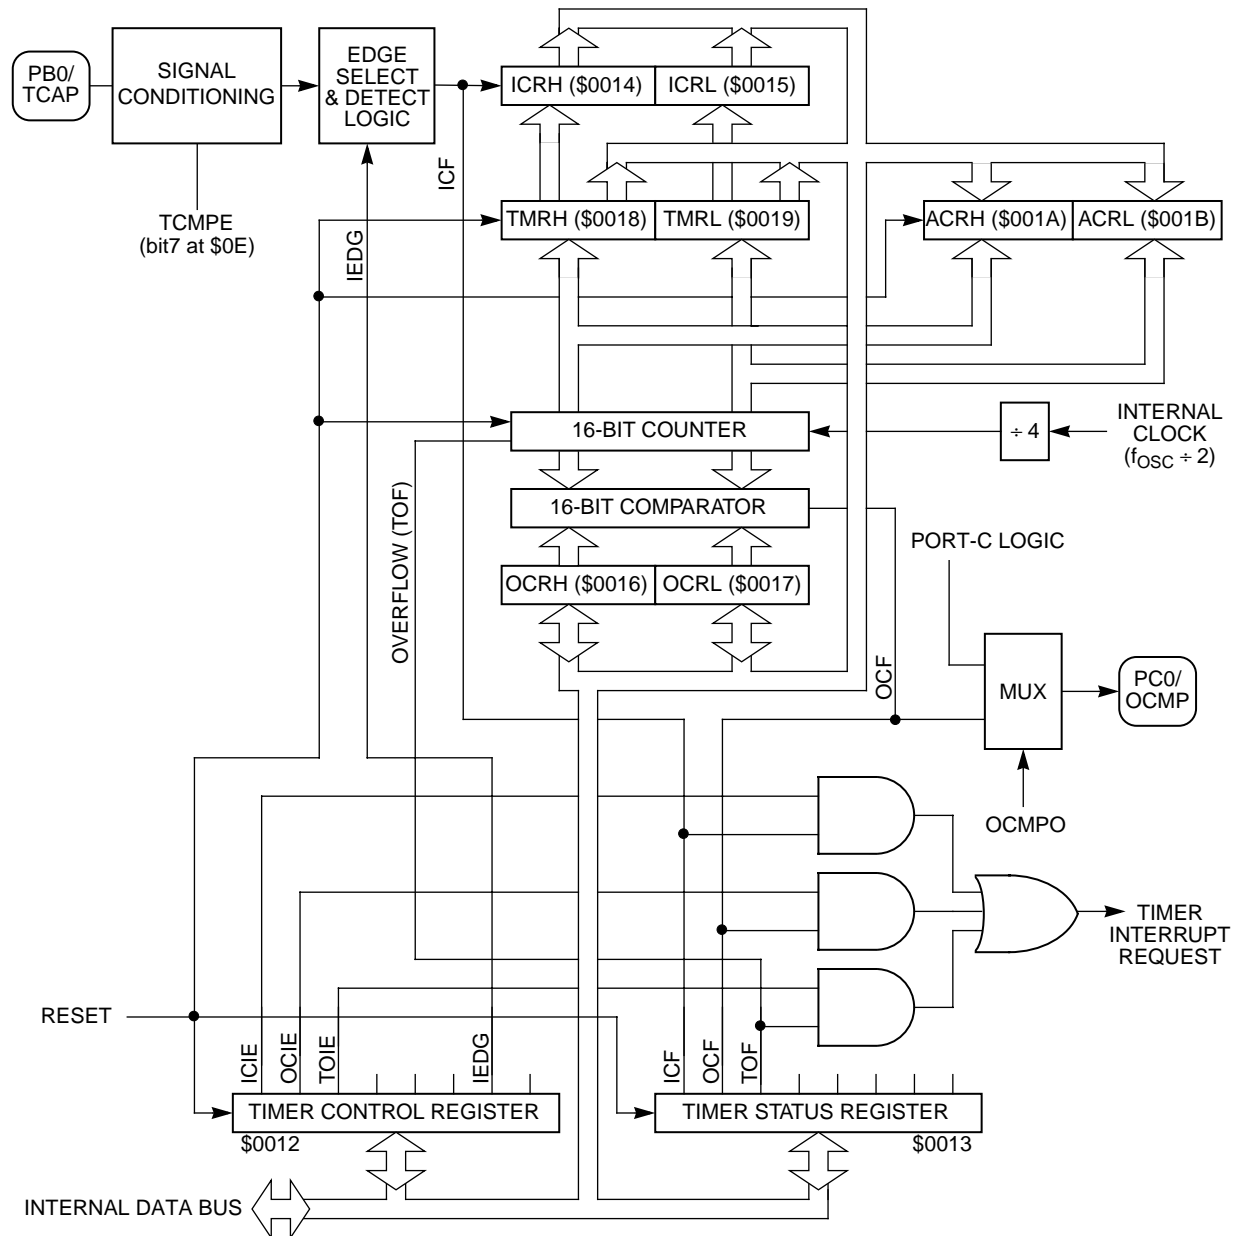 PB0/
TCAP
SIGNAL
CONDITIONING
EDGE
SELECT
& DETECT
LOGIC
ICRH ($0014)
ICRL ($0015)
ICF
TCMPE
(bit7 at $0E)
IEDG
TMRH ($0018)
TMRL ($0019)
ACRH ($001A)
ACRL ($001B)
16-BIT COUNTER
÷ 4
INTERNAL
CLOCK
(fOSC ÷ 2)
OVERFLOW (TOF)
16-BIT COMPARATOR
PORT-C LOGIC
OCRH ($0016)
OCRL ($0017)
OCF
MUX
PC0/
OCMP
OCMPO
TIMER
INTERRUPT
REQUEST
RESET
ICIE
OCIE
TOIE
IEDG
ICF
OCF
TOF
TIMER CONTROL REGISTER
$0012
TIMER STATUS REGISTER
$0013
INTERNAL DATA BUS